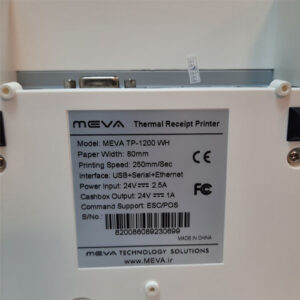 MEVA Thermal Receipt Printer
Model: MEVA TP-1200 WH
Paper Width: 80mm
Printing Speed: 250mm/Sec
Interface: USB+Serial+Ethernet
Power Input: 24V⎓ 2.5A
Cashbox Output: 24V⎓ 1A
Command Support: ESC/POS
S/No.:
CE
FC
820086089230899
MADE IN CHINA
MEVA TECHNOLOGY SOLUTIONS
www.MEVA.ir